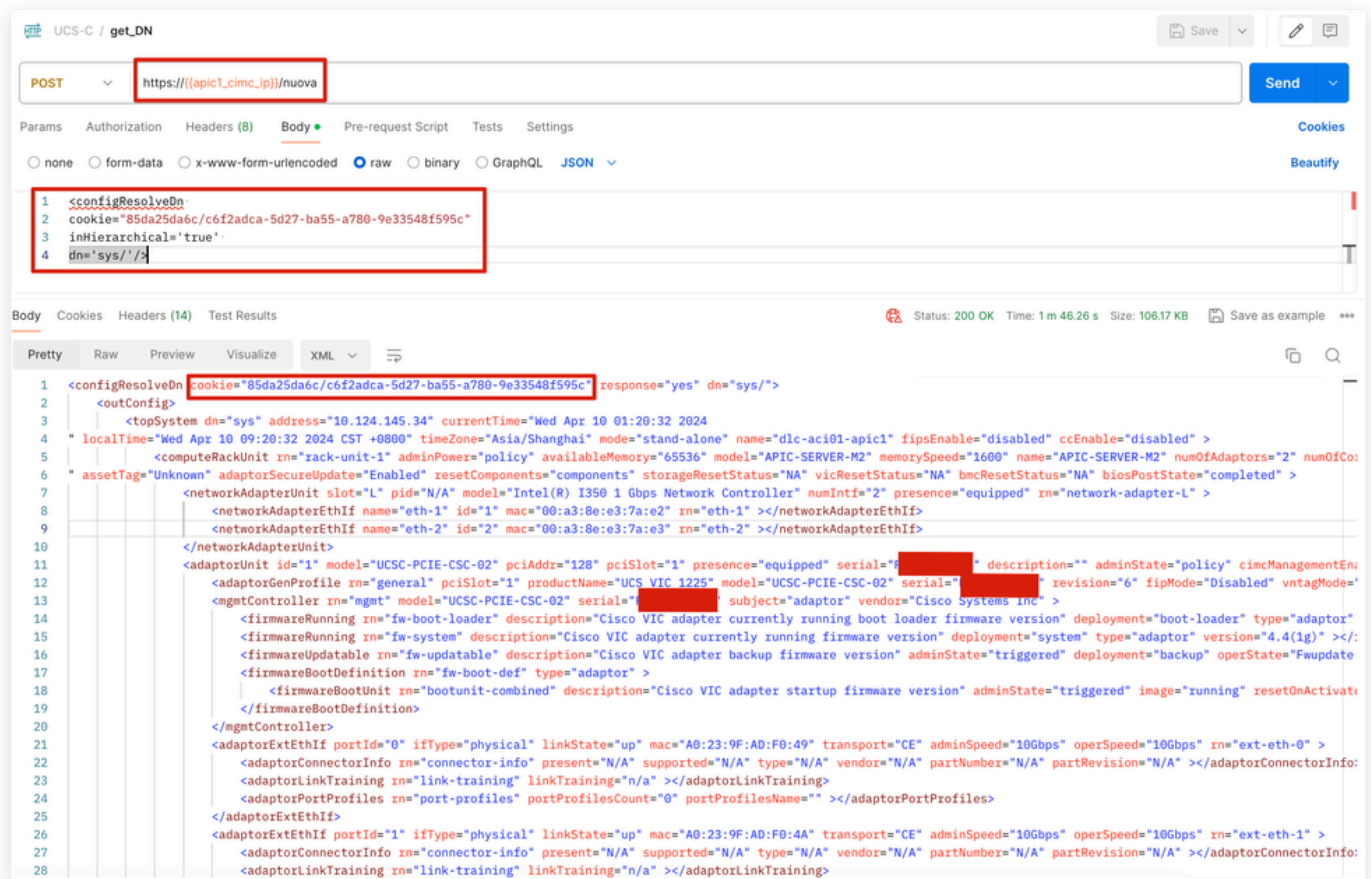 HTTP UCS-C / get_DN Save
POST https://{{apic1_cimc_ip}}/nuova Send
Params Authorization Headers (8) Body Pre-request Script Tests Settings Cookies
none form-data x-www-form-urlencoded raw binary GraphQL JSON Beautify
1 <configResolveDn
2 cookie="85da25da6c/c6f2adca-5d27-ba55-a780-9e33548f595c"
3 inHierarchical='true'
4 dn='sys/'/>
Body Cookies Headers (14) Test Results Status: 200 OK Time: 1 m 46.26 s Size: 106.17 KB Save as example
Pretty Raw Preview Visualize XML
1 <configResolveDn cookie="85da25da6c/c6f2adca-5d27-ba55-a780-9e33548f595c" response="yes" dn="sys/">
2 <outConfig>
3 <topSystem dn="sys" address="10.124.145.34" currentTime="Wed Apr 10 01:20:32 2024
4 " localTime="Wed Apr 10 09:20:32 2024 CST +0800" timeZone="Asia/Shanghai" mode="stand-alone" name="dlc-aci01-apic1" fipsEnable="disabled" ccEnable="disabled" >
5 <computeRackUnit rn="rack-unit-1" adminPower="policy" availableMemory="65536" model="APIC-SERVER-M2" memorySpeed="1600" name="APIC-SERVER-M2" numOfAdaptors="2" numOfCo
6 " assetTag="Unknown" adaptorSecureUpdate="Enabled" resetComponents="components" storageResetStatus="NA" vicResetStatus="NA" bmcResetStatus="NA" biosPostState="completed" >
7 <networkAdapterUnit slot="L" pid="N/A" model="Intel(R) I350 1 Gbps Network Controller" numIntf="2" presence="equipped" rn="network-adapter-L" >
8 <networkAdapterEthIf name="eth-1" id="1" mac="00:a3:8e:e3:7a:e2" rn="eth-1" ></networkAdapterEthIf>
9 <networkAdapterEthIf name="eth-2" id="2" mac="00:a3:8e:e3:7a:e3" rn="eth-2" ></networkAdapterEthIf>
10 </networkAdapterUnit>
11 <adaptorUnit id="1" model="UCSC-PCIE-CSC-02" pciAddr="128" pciSlot="1" presence="equipped" serial=" " description="" adminState="policy" cimcManagementEna
12 <adaptorGenProfile rn="general" pciSlot="1" productName="UCS VIC 1225" model="UCSC-PCIE-CSC-02" serial=" " revision="6" fipMode="Disabled" vntagMode="
13 <mgmtController rn="mgmt" model="UCSC-PCIE-CSC-02" serial=" " subject="adaptor" vendor="Cisco Systems Inc" >
14 <firmwareRunning rn="fw-boot-loader" description="Cisco VIC adapter currently running boot loader firmware version" deployment="boot-loader" type="adaptor"
15 <firmwareRunning rn="fw-system" description="Cisco VIC adapter currently running firmware version" deployment="system" type="adaptor" version="4.4(1g)" ></
16 <firmwareUpdatable rn="fw-updatable" description="Cisco VIC adapter backup firmware version" adminState="triggered" deployment="backup" operState="Fwupdate
17 <firmwareBootDefinition rn="fw-boot-def" type="adaptor" >
18 <firmwareBootUnit rn="bootunit-combined" description="Cisco VIC adapter startup firmware version" adminState="triggered" image="running" resetOnActivate
19 </firmwareBootDefinition>
20 </mgmtController>
21 <adaptorExtEthIf portId="0" ifType="physical" linkState="up" mac="A0:23:9F:AD:F0:49" transport="CE" adminSpeed="10Gbps" operSpeed="10Gbps" rn="ext-eth-0" >
22 <adaptorConnectorInfo rn="connector-info" present="N/A" supported="N/A" type="N/A" vendor="N/A" partNumber="N/A" partRevision="N/A" ></adaptorConnectorInfo>
23 <adaptorLinkTraining rn="link-training" linkTraining="n/a" ></adaptorLinkTraining>
24 <adaptorPortProfiles rn="port-profiles" portProfilesCount="0" portProfilesName="" ></adaptorPortProfiles>
25 </adaptorExtEthIf>
26 <adaptorExtEthIf portId="1" ifType="physical" linkState="up" mac="A0:23:9F:AD:F0:4A" transport="CE" adminSpeed="10Gbps" operSpeed="10Gbps" rn="ext-eth-1" >
27 <adaptorConnectorInfo rn="connector-info" present="N/A" supported="N/A" type="N/A" vendor="N/A" partNumber="N/A" partRevision="N/A" ></adaptorConnectorInfo>
28 <adaptorLinkTraining rn="link-training" linkTraining="n/a" ></adaptorLinkTraining>